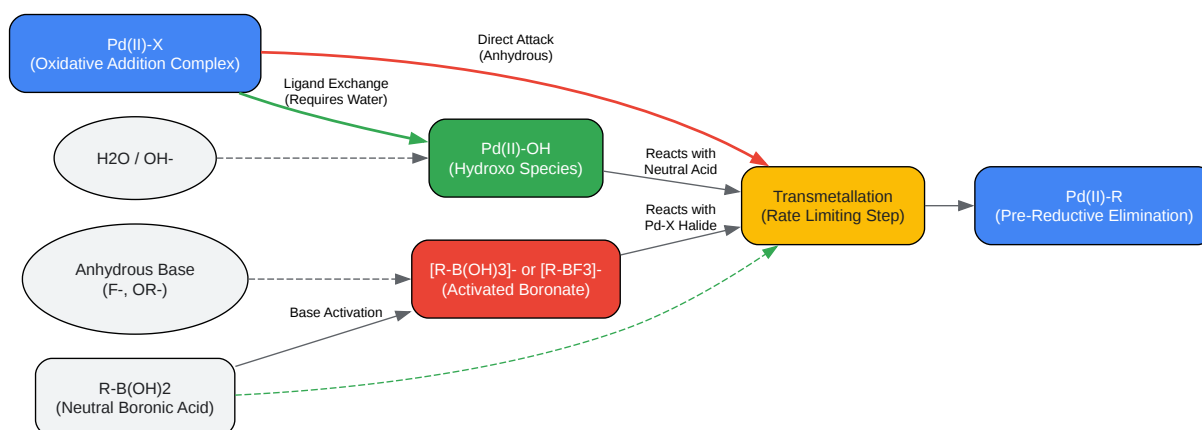 Pd(II)-X
(Oxidative Addition Complex)
Direct Attack
(Anhydrous)
Ligand Exchange
(Requires Water)
H2O / OH-
Pd(II)-OH
(Hydroxo Species)
Reacts with
Neutral Acid
Transmetallation
(Rate Limiting Step)
Pd(II)-R
(Pre-Reductive Elimination)
Reacts with
Pd-X Halide
Anhydrous Base
(F-, OR-)
[R-B(OH)3]- or [R-BF3]-
(Activated Boronate)
Base Activation
R-B(OH)2
(Neutral Boronic Acid)